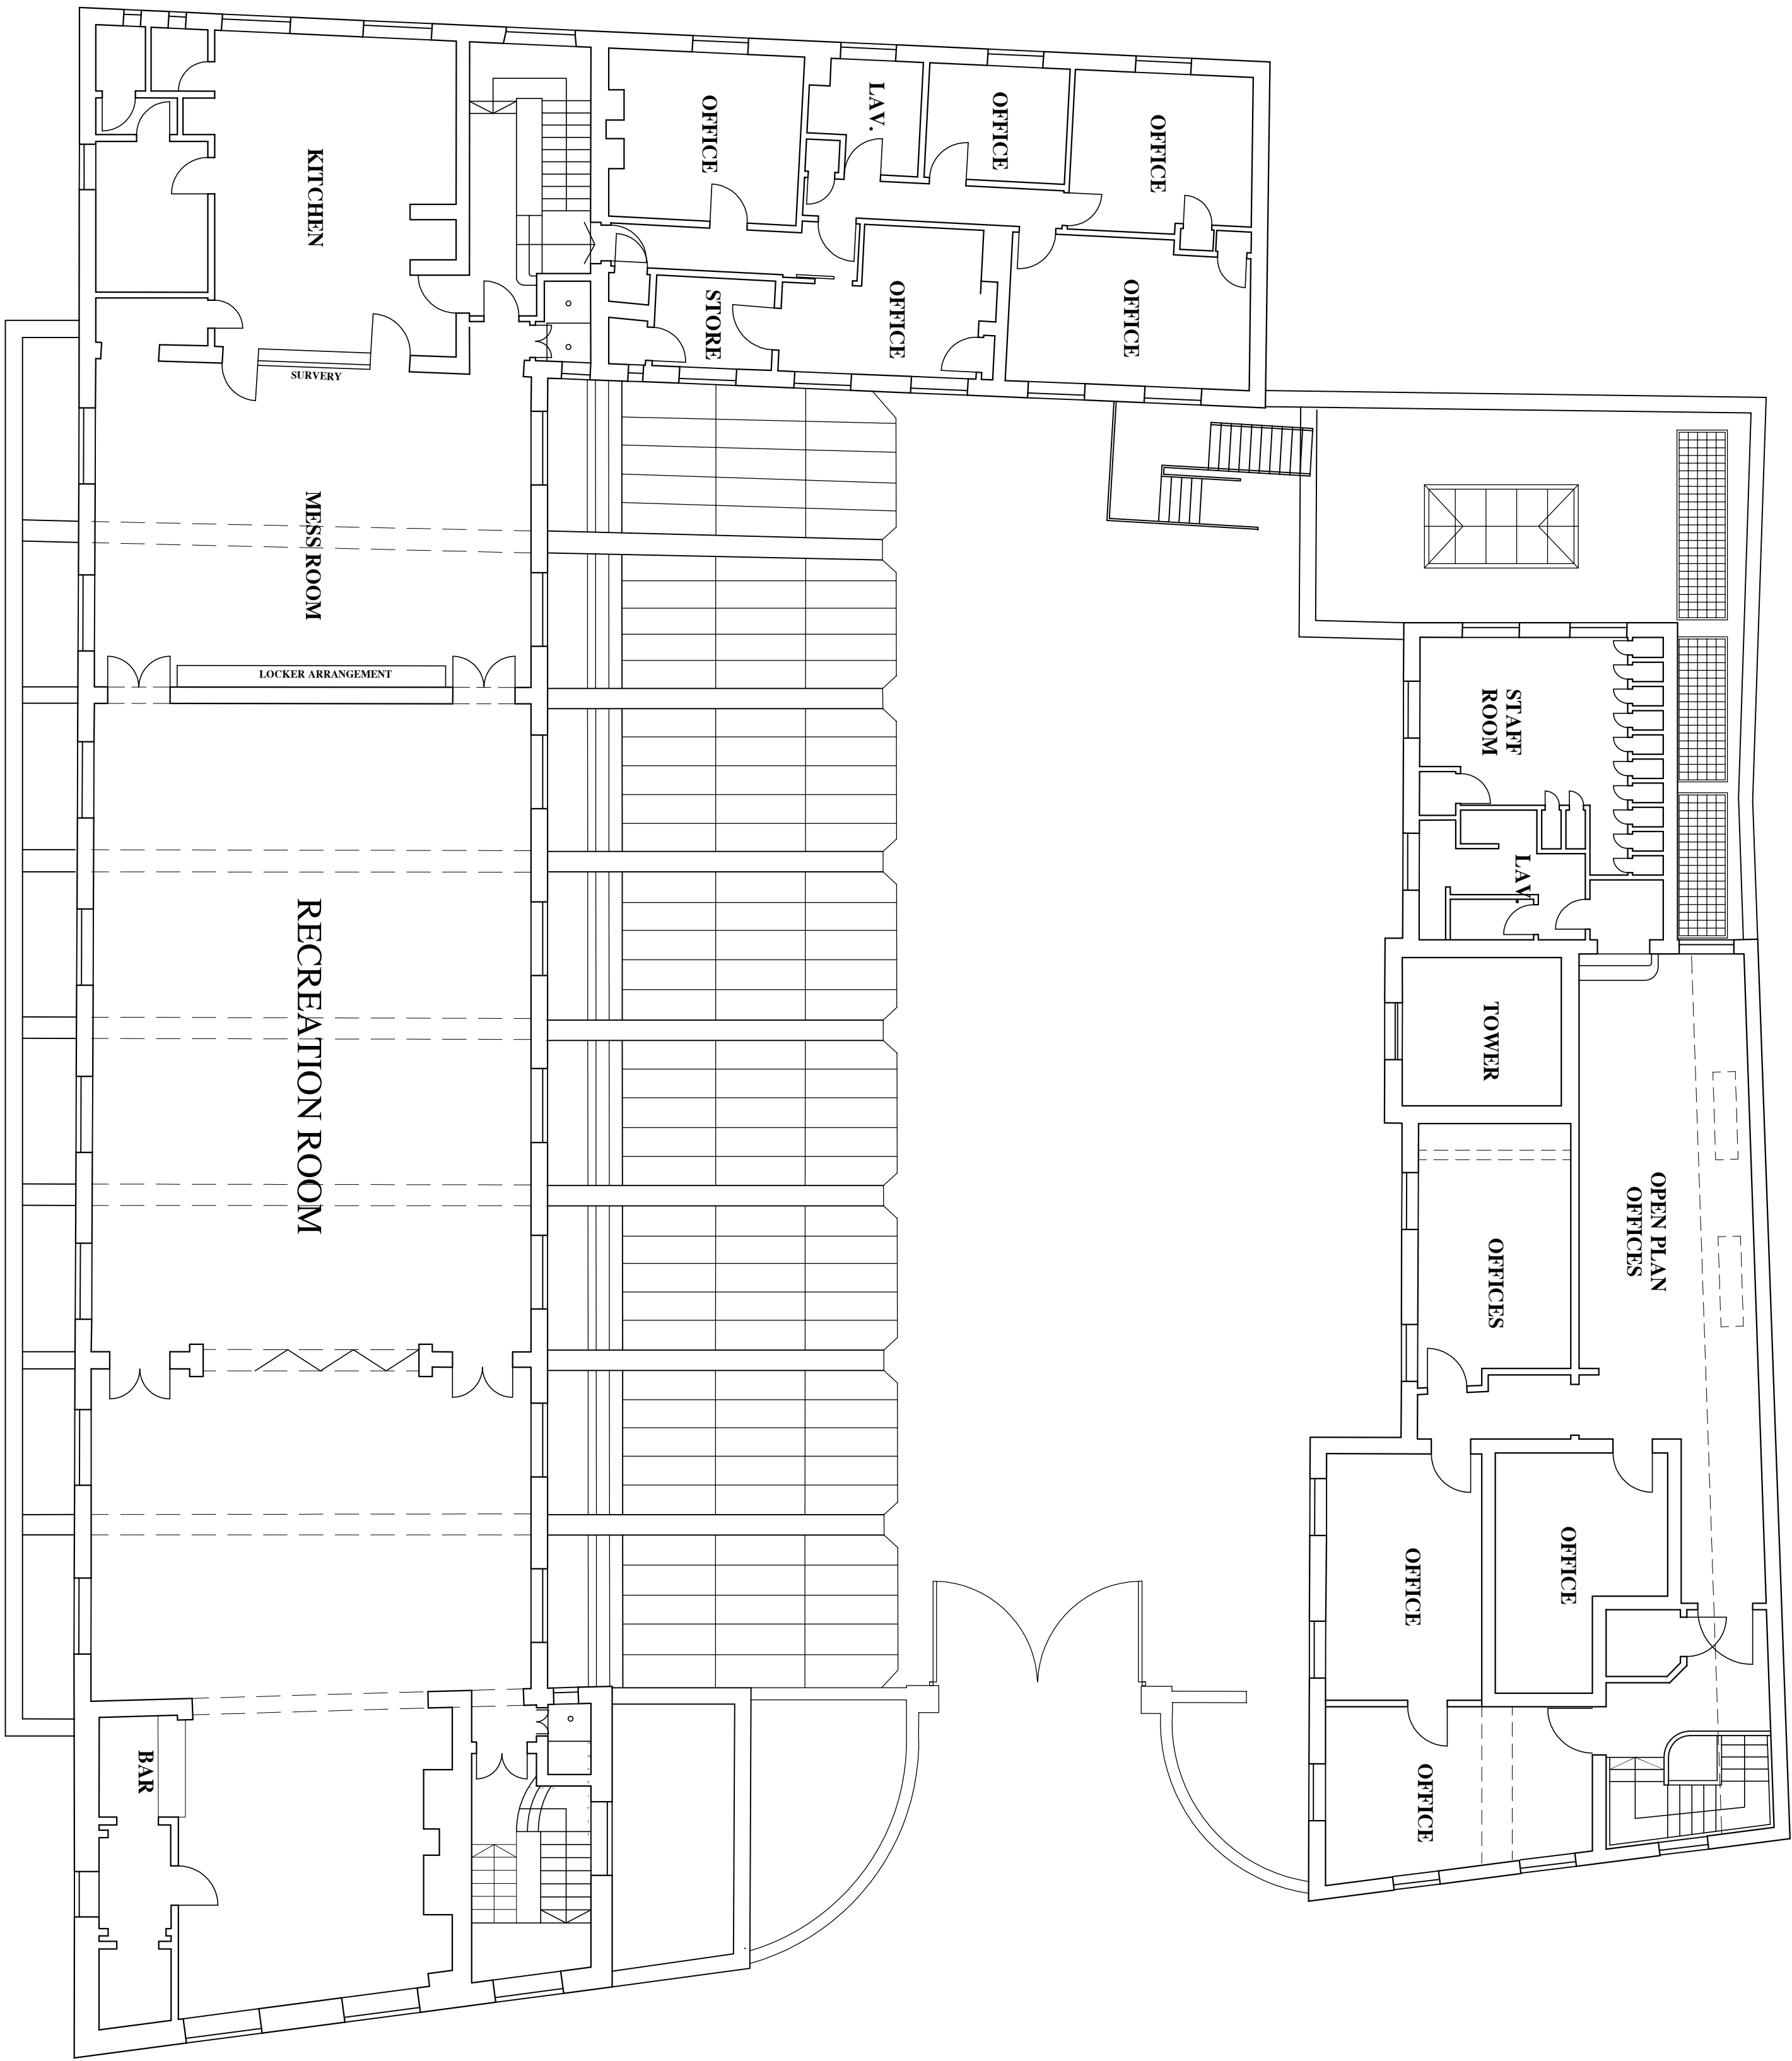 KITCHEN
OFFICE
LAV.
OFFICE
OFFICE
STORE
OFFICE
OFFICE
SURVERY
MESS ROOM
LOCKER ARRANGEMENT
STAFF
ROOM
LAV.
RECREATION ROOM
TOWER
OPEN PLAN
OFFICES
OFFICES
OFFICE
OFFICE
BAR
OFFICE